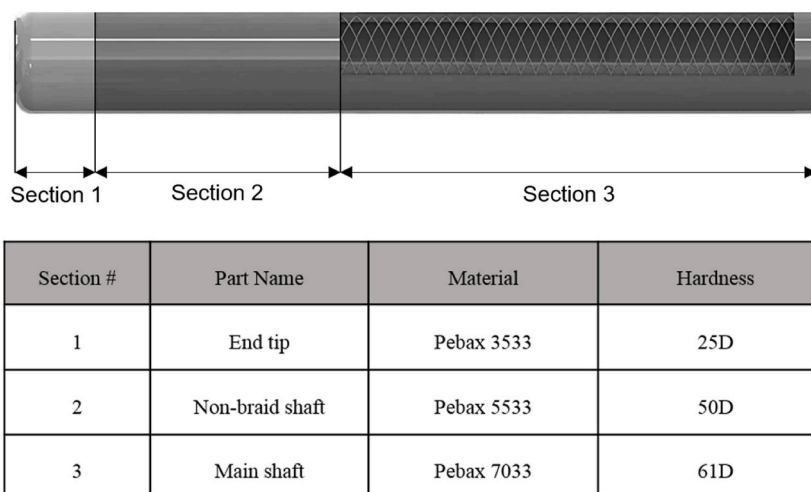 Section 1 Section 2 Section 3
Section # Part Name Material Hardness
1 End tip Pebax 3533 25D
2 Non-braid shaft Pebax 5533 50D
3 Main shaft Pebax 7033 61D